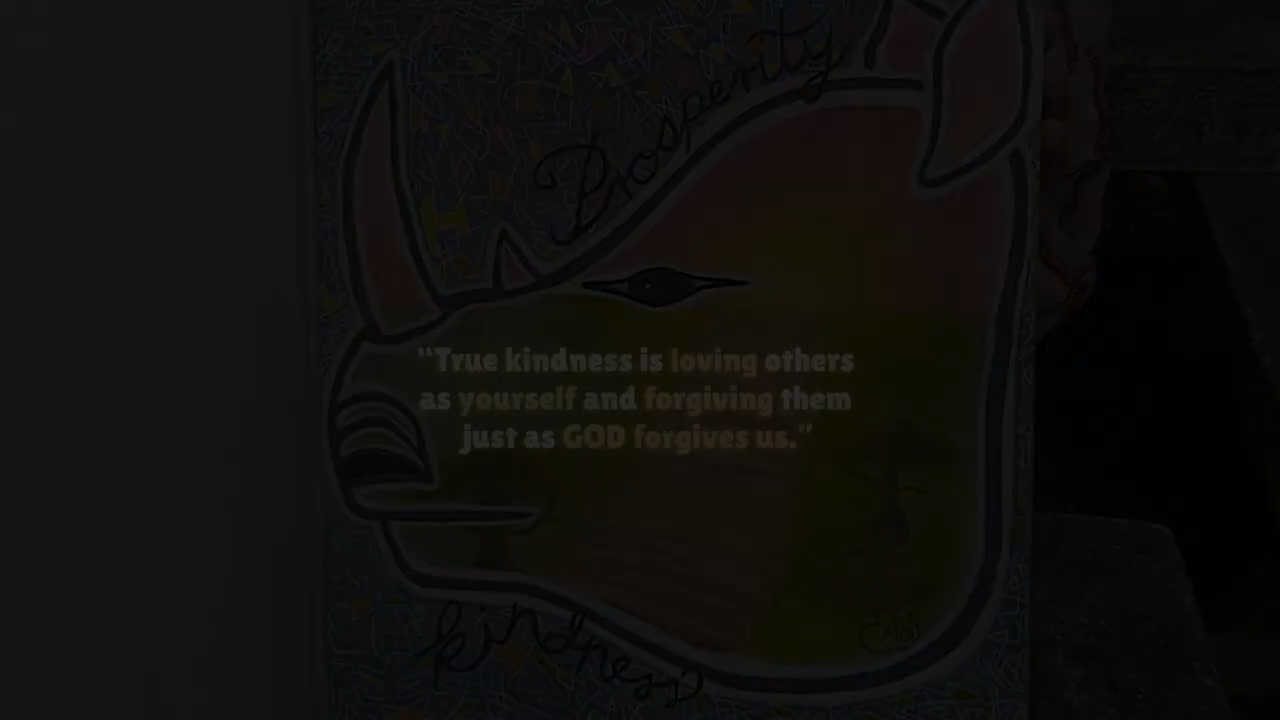 Prosperity
“True kindness is loving others
as yourself and forgiving them
just as GOD forgives us.”
kindness